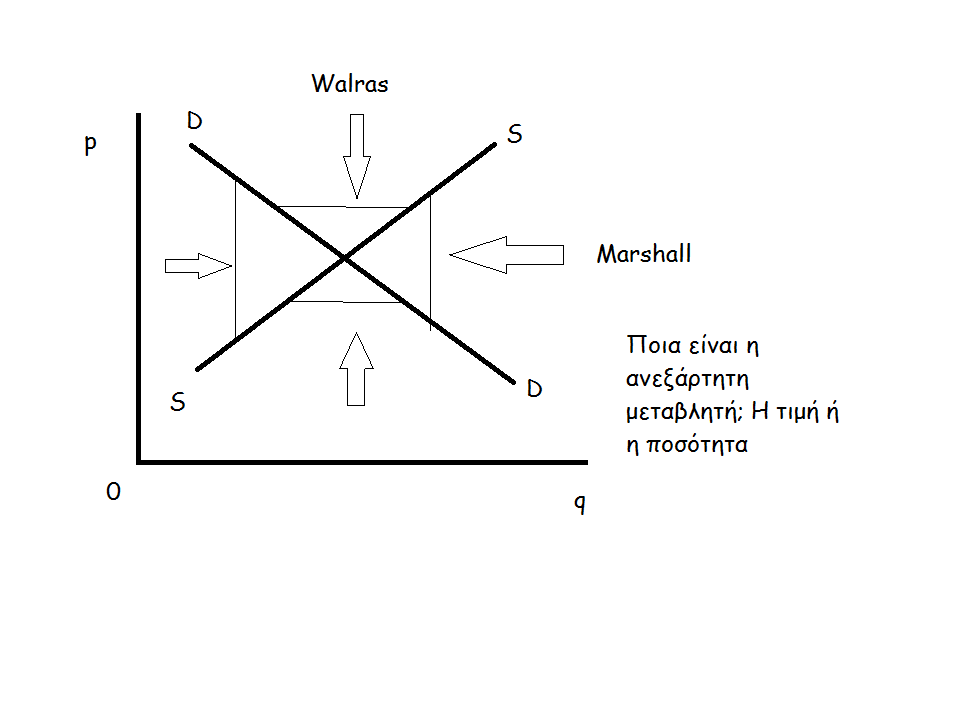 Walras
D
S
p
Marshall
Ποια είναι η
ανεξάρτητη
μεταβλητή; Η τιμή ή
η ποσότητα
D
S
0
q